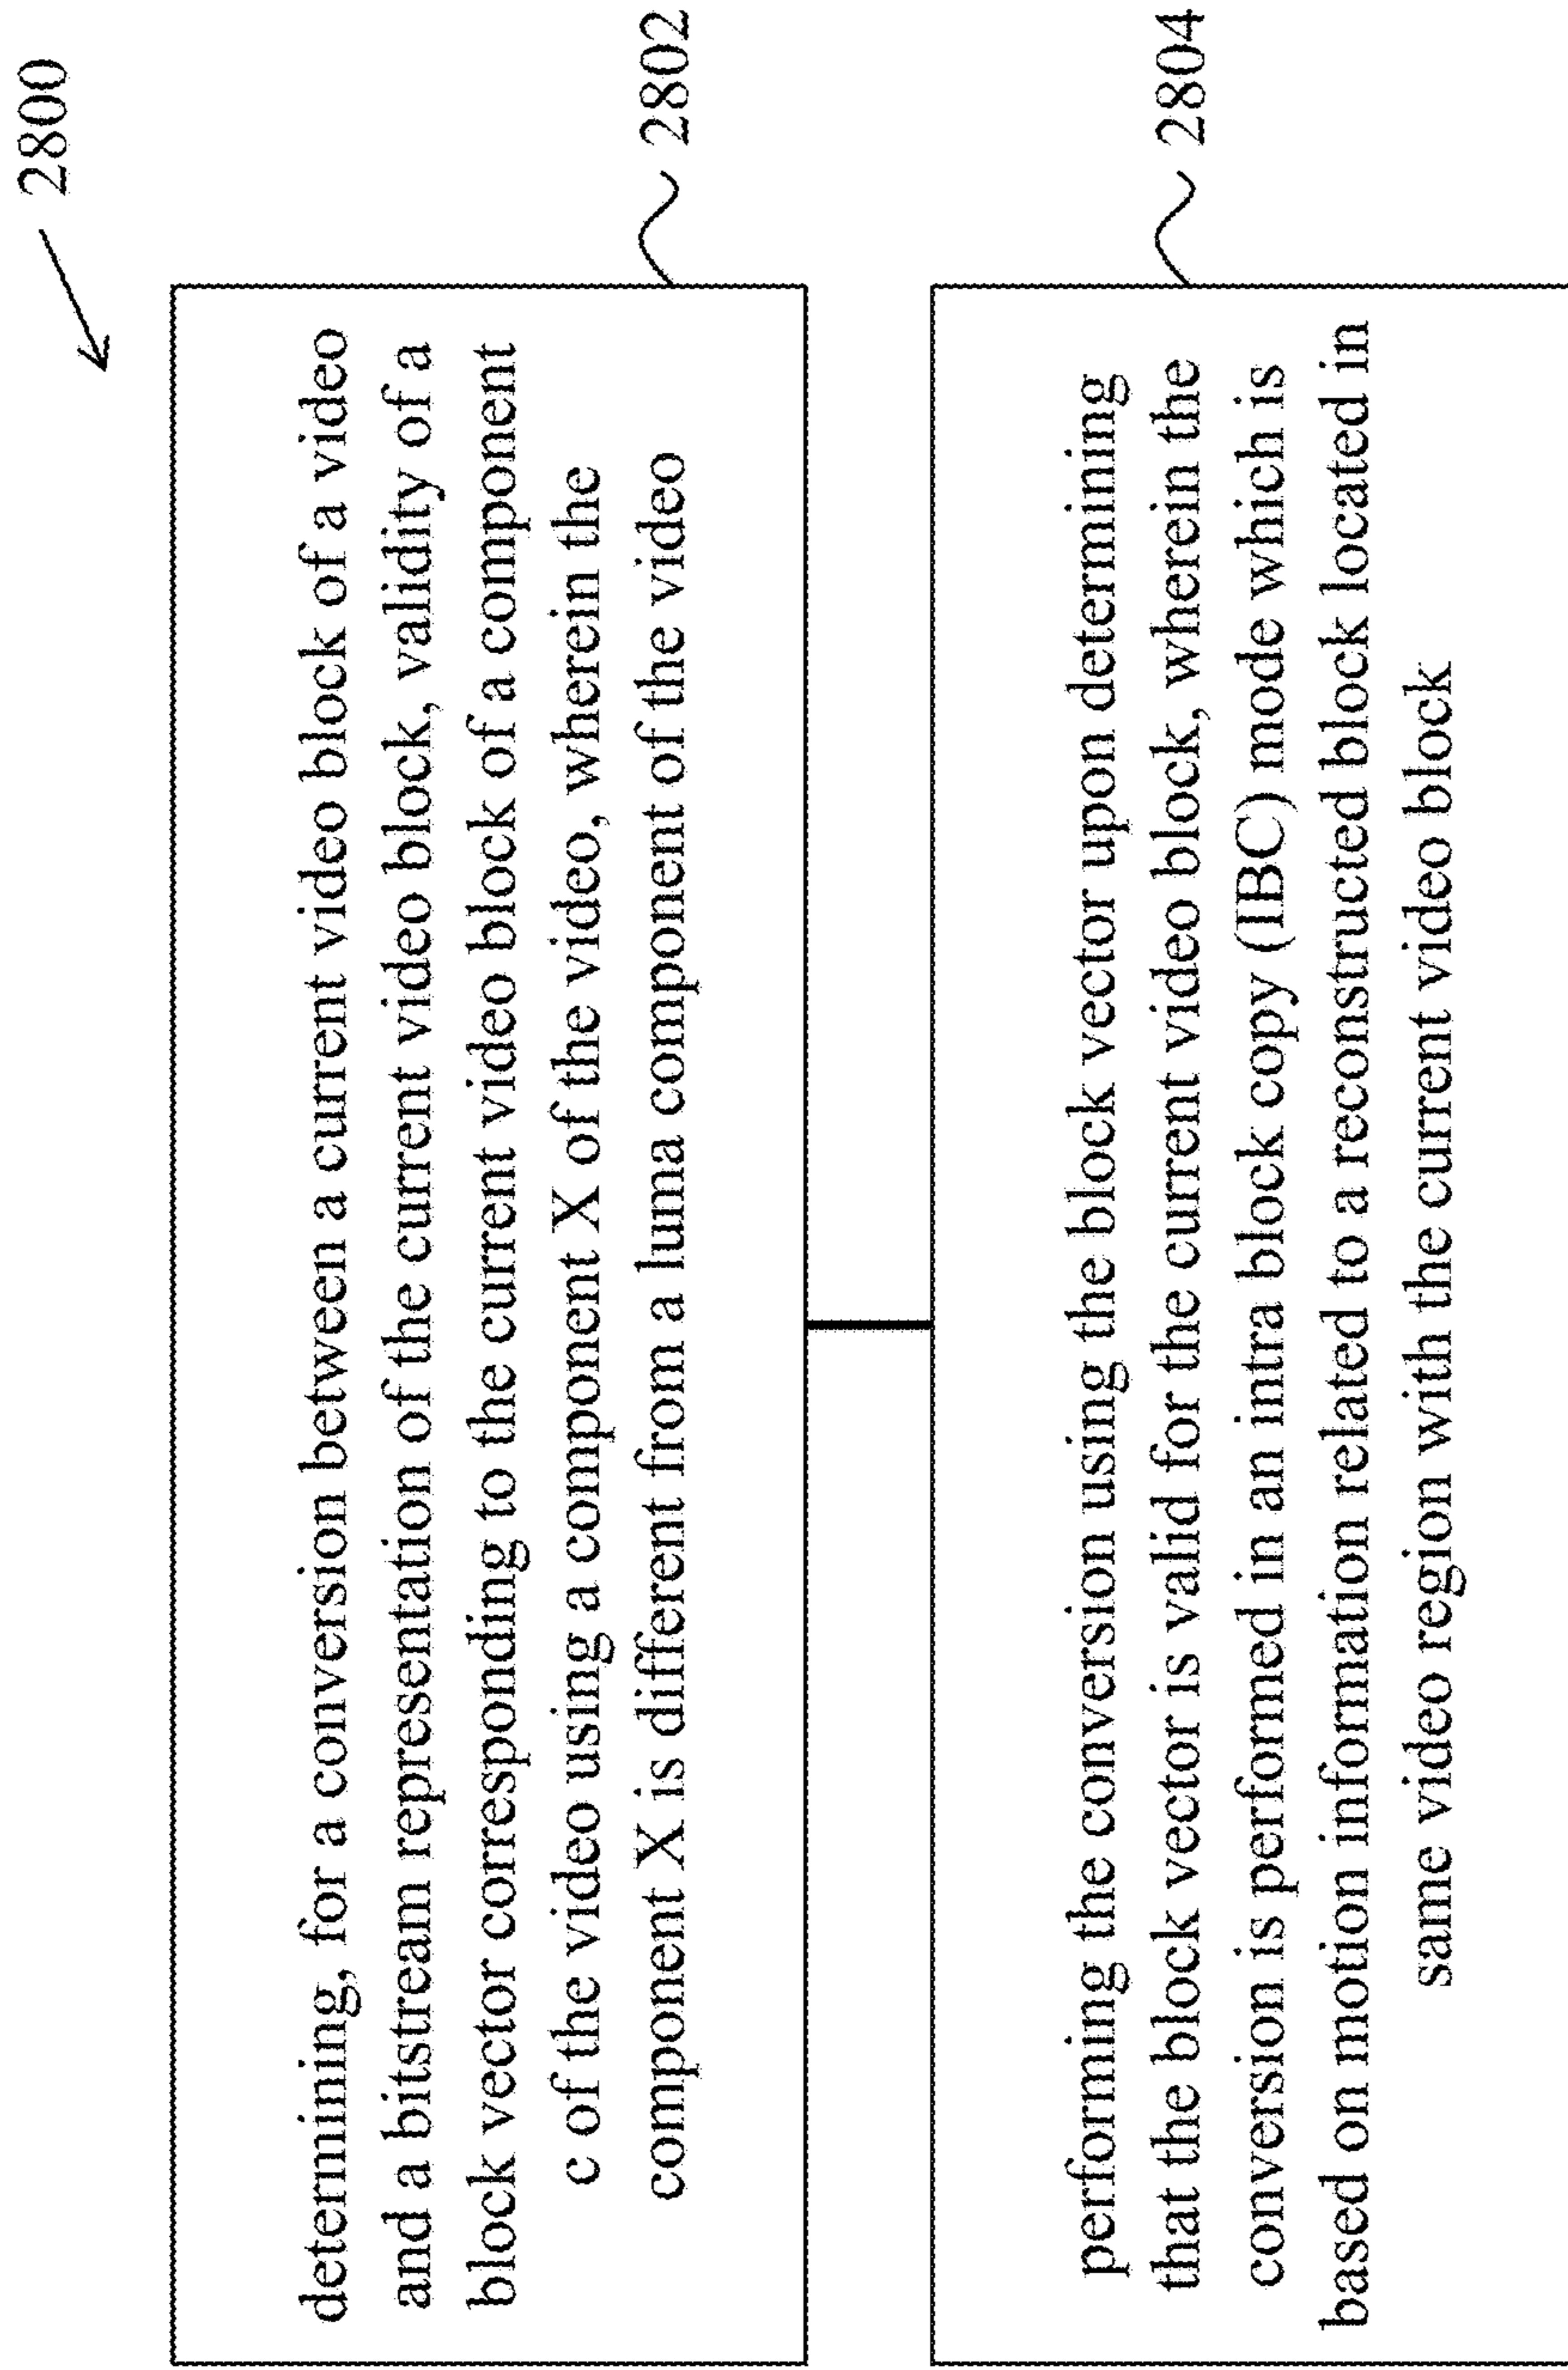 2800
determining, for a conversion between a current video block of a video
and a bitstream representation of the current video block, validity of a
block vector corresponding to the current video block of a component
c of the video using a component X of the video, wherein the
component X is different from a luma component of the video
2802
performing the conversion using the block vector upon determining
that the block vector is valid for the current video block, wherein the
conversion is performed in an intra block copy (IBC) mode which is
based on motion information related to a reconstructed block located in
same video region with the current video block
2804